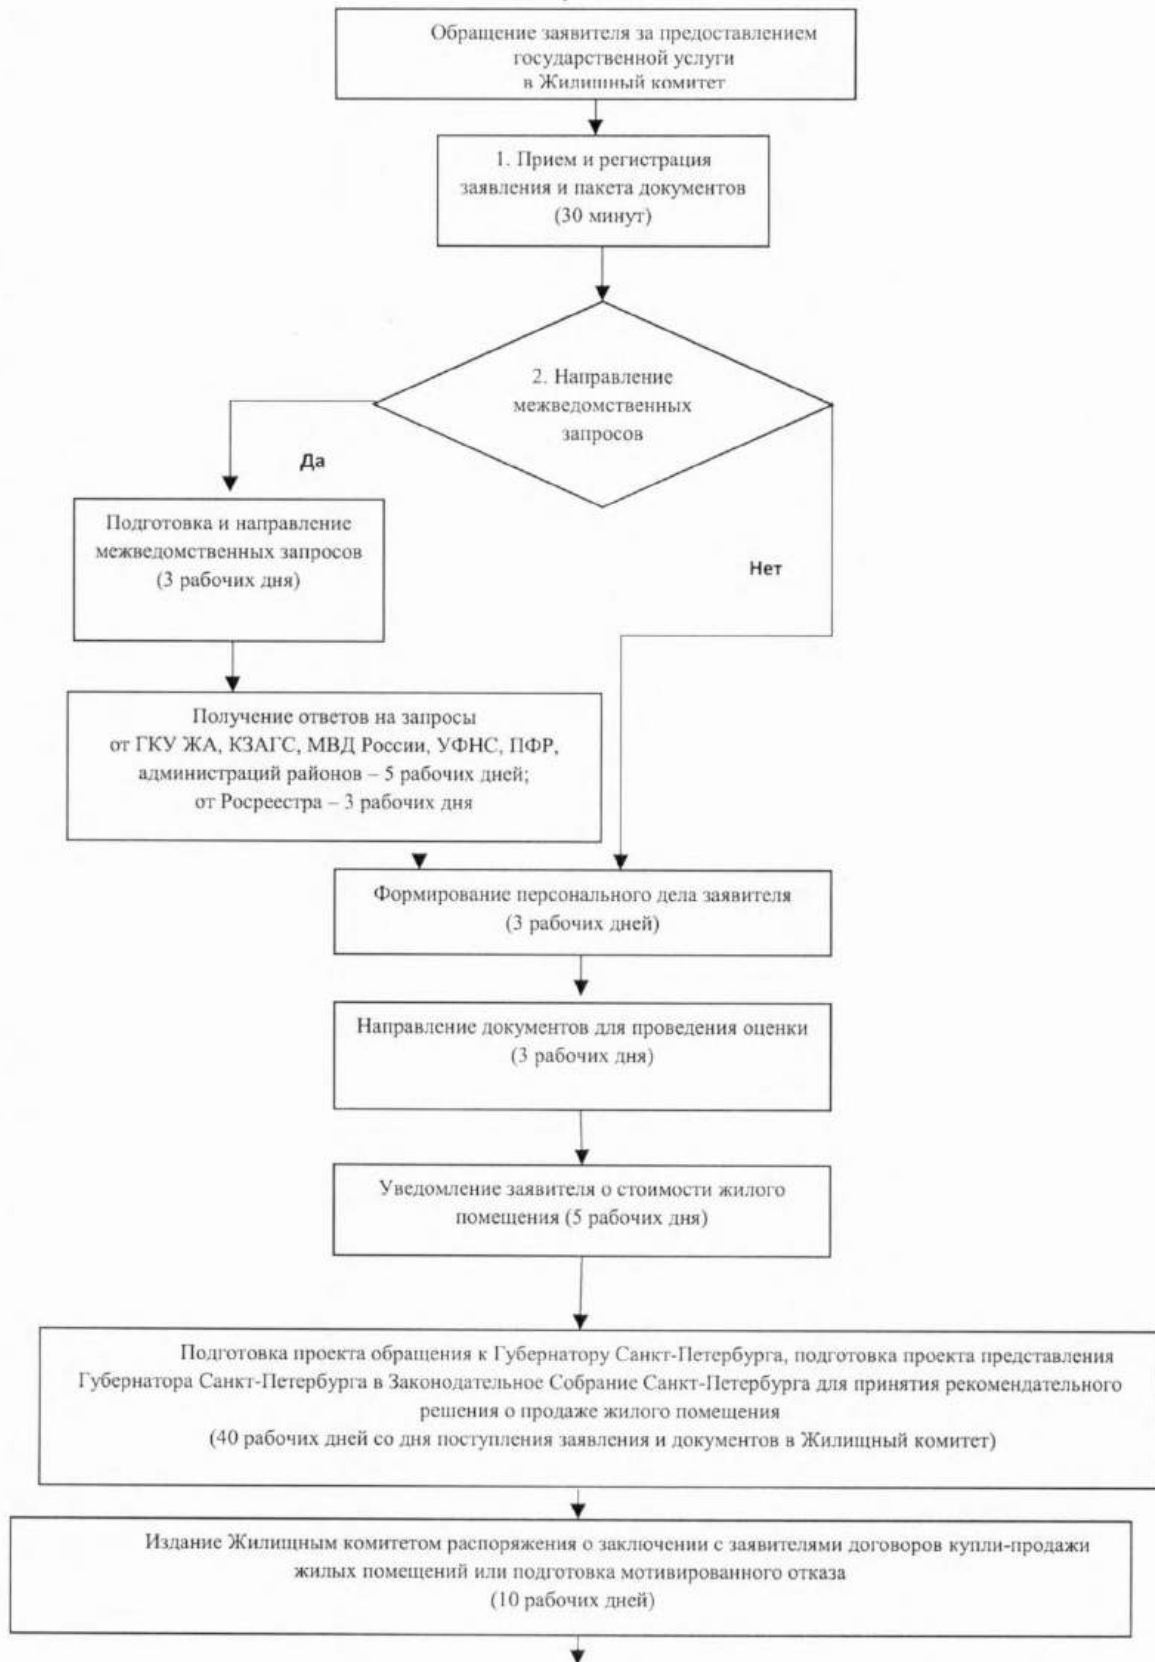 Обращение заявителя за предоставлением
государственной услуги
в Жилищный комитет
1. Прием и регистрация
заявления и пакета документов
(30 минут)
2. Направление
межведомственных
запросов
Да
Подготовка и направление
межведомственных запросов
(3 рабочих дня)
Нет
Получение ответов на запросы
от ГКУ ЖА, КЗАГС, МВД России, УФНС, ПФР,
администраций районов – 5 рабочих дней;
от Росреестра – 3 рабочих дня
Формирование персонального дела заявителя
(3 рабочих дней)
Направление документов для проведения оценки
(3 рабочих дня)
Уведомление заявителя о стоимости жилого
помещения (5 рабочих дня)
Подготовка проекта обращения к Губернатору Санкт-Петербурга, подготовка проекта представления
Губернатора Санкт-Петербурга в Законодательное Собрание Санкт-Петербурга для принятия рекомендательного
решения о продаже жилого помещения
(40 рабочих дней со дня поступления заявления и документов в Жилищный комитет)
Издание Жилищным комитетом распоряжения о заключении с заявителями договоров купли-продажи
жилых помещений или подготовка мотивированного отказа
(10 рабочих дней)